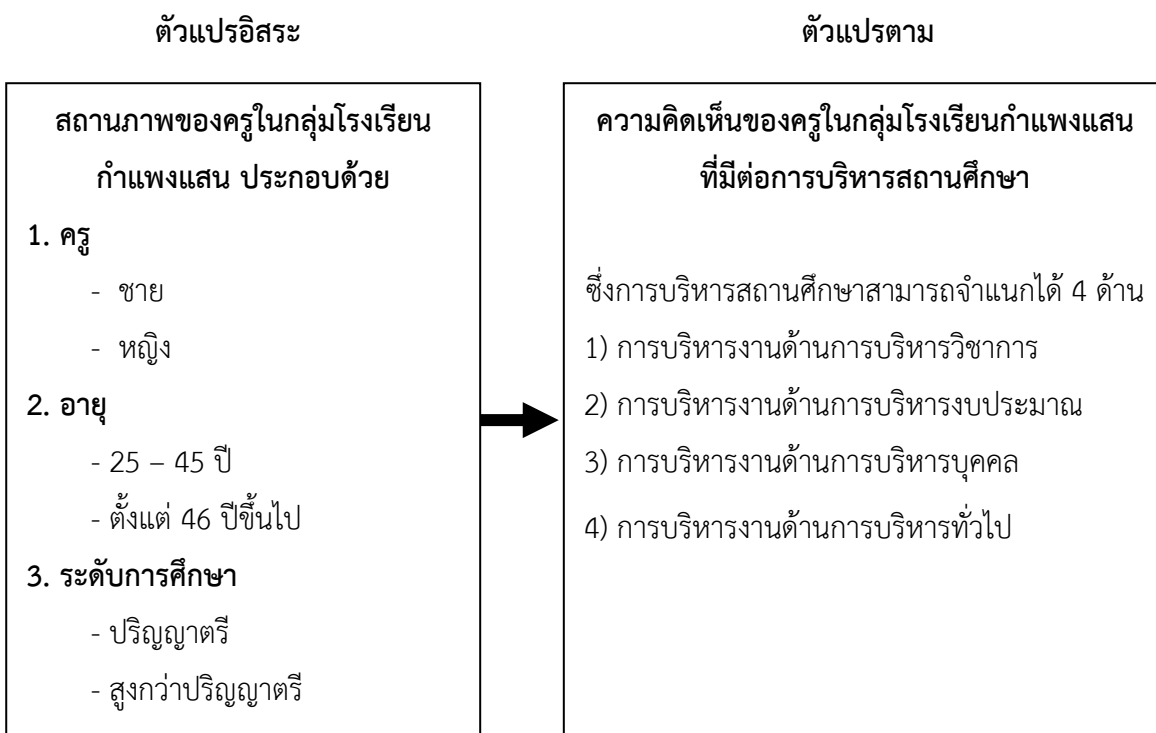 ตัวแปรอิสระ
ตัวแปรตาม
สถานภาพของครูในกลุ่มโรงเรียน
กำแพงแสน ประกอบด้วย
1. ครู
- ชาย
- หญิง
2. อายุ
- 25 – 45 ปี
- ตั้งแต่ 46 ปีขึ้นไป
3. ระดับการศึกษา
- ปริญญาตรี
- สูงกว่าปริญญาตรี
ความคิดเห็นของครูในกลุ่มโรงเรียนกำแพงแสน
ที่มีต่อการบริหารสถานศึกษา
ซึ่งการบริหารสถานศึกษาสามารถจำแนกได้ 4 ด้าน
1) การบริหารงานด้านการบริหารวิชาการ
2) การบริหารงานด้านการบริหารงบประมาณ
3) การบริหารงานด้านการบริหารบุคคล
4) การบริหารงานด้านการบริหารทั่วไป